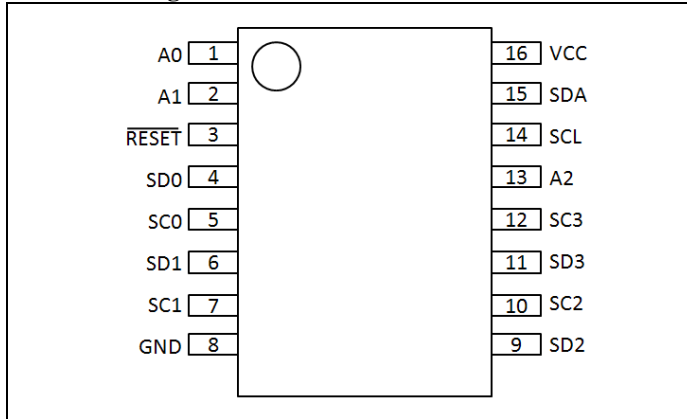 A0 1 16 VCC
A1 2 15 SDA
RESET 3 14 SCL
SD0 4 13 A2
SC0 5 12 SC3
SD1 6 11 SD3
SC1 7 10 SC2
GND 8 9 SD2